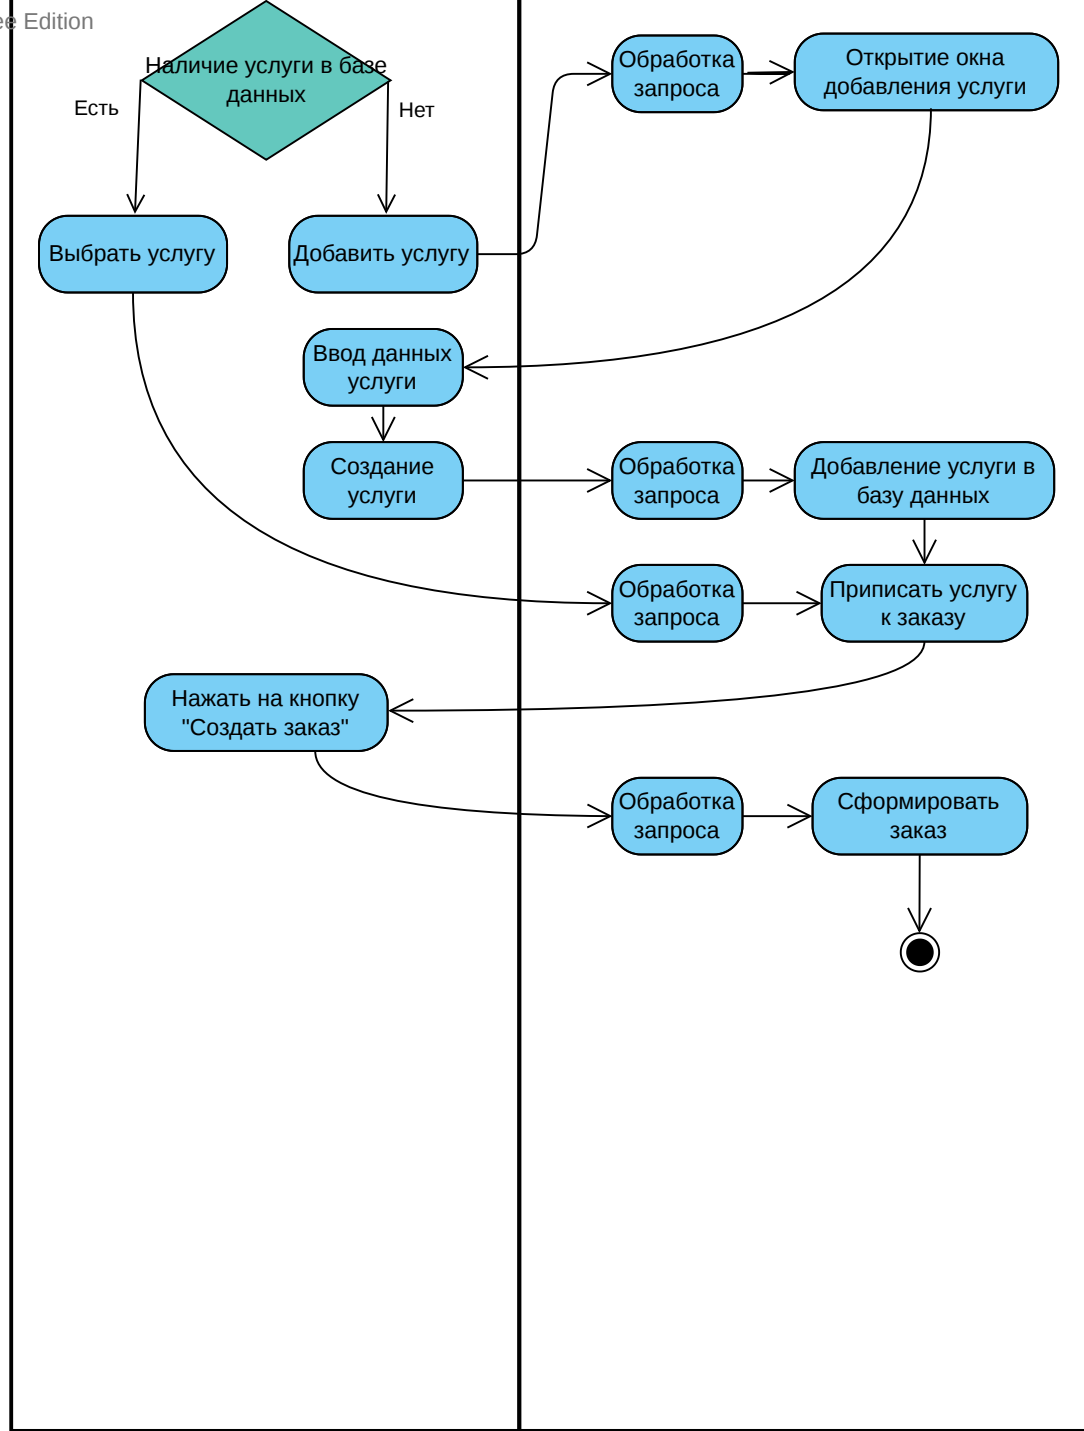 Edition
Наличие услуги в базе
данных
Есть
Нет
Обработка
запроса
Открытие окна
добавления услуги
Выбрать услугу
Добавить услугу
Ввод данных
услуги
Создание
услуги
Обработка
запроса
Добавление услуги в
базу данных
Обработка
запроса
Приписать услугу
к заказу
Нажать на кнопку
"Создать заказ"
Обработка
запроса
Сформировать
заказ